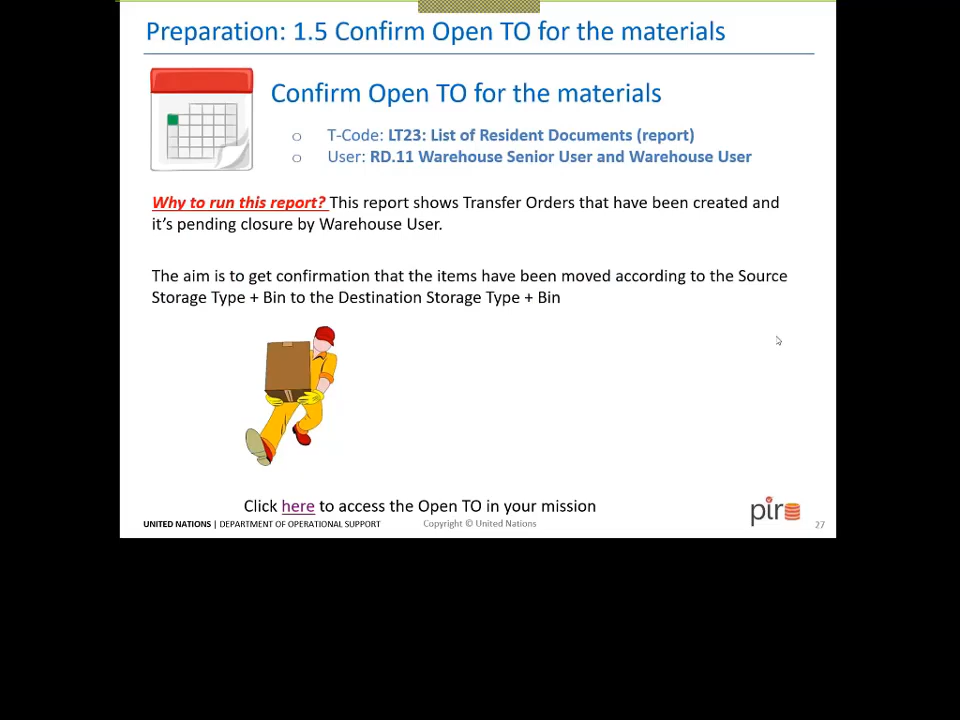 Preparation: 1.5 Confirm Open TO for the materials
Confirm Open TO for the materials
o T-Code: LT23: List of Resident Documents (report)
o User: RD.11 Warehouse Senior User and Warehouse User
Why to run this report? This report shows Transfer Orders that have been created and
it's pending closure by Warehouse User.
The aim is to get confirmation that the items have been moved according to the Source
Storage Type + Bin to the Destination Storage Type + Bin
Click here to access the Open TO in your mission
UNITED NATIONS | DEPARTMENT OF OPERATIONAL SUPPORT
Copyright © United Nations
pir
27